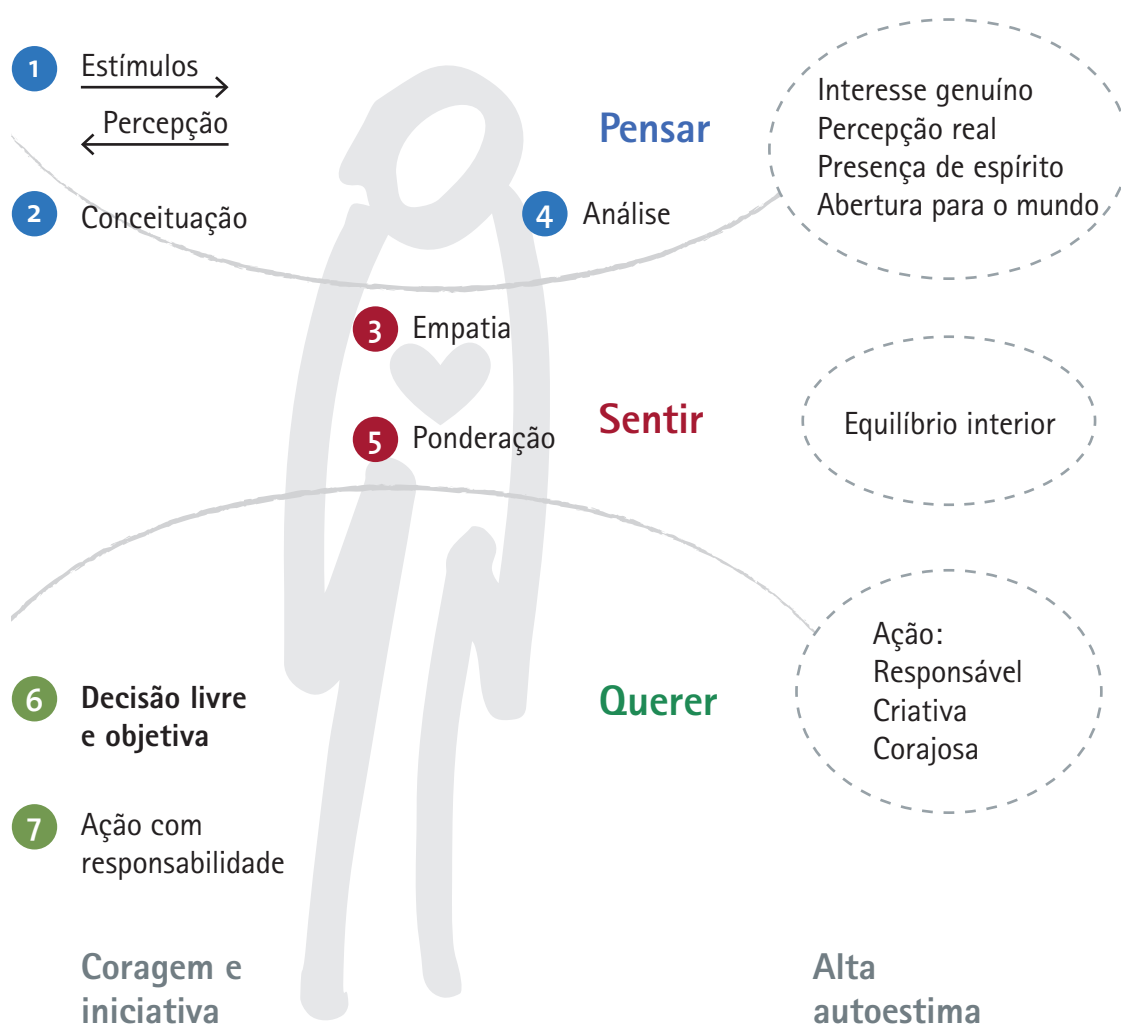 1 Estímulos
Percepção
2 Conceituação
Pensar
4 Análise
Interesse genuíno
Percepção real
Presença de espírito
Abertura para o mundo
3 Empatia
5 Ponderação
Sentir
Equilíbrio interior
6 Decisão livre
e objetiva
Querer
Ação:
Responsável
Criativa
Corajosa
7 Ação com
responsabilidade
Coragem e
iniciativa
Alta
autoestima